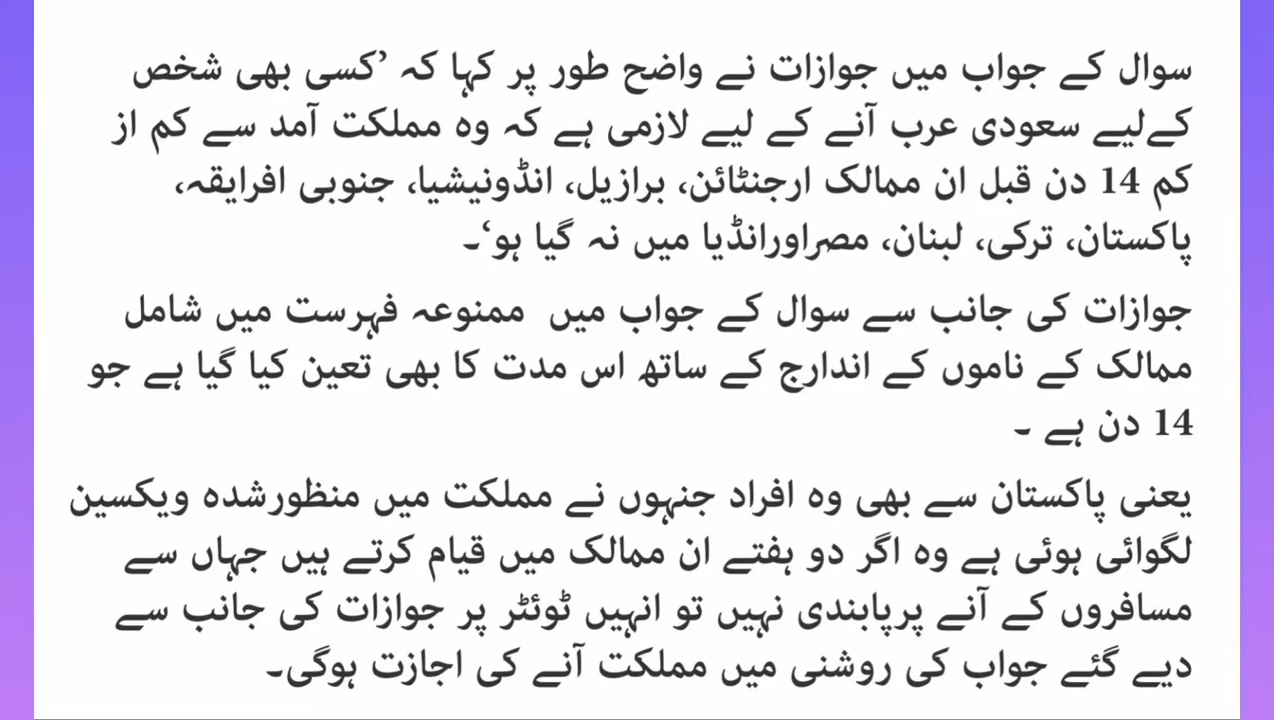 سوال کے جواب میں جوازات نے واضح طور پر کہا کہ ’کسی بھی شخص
کےلیے سعودی عرب آنے کے لیے لازمی ہے کہ وہ مملکت آمد سے کم از
کم 14 دن قبل ان ممالک ارجنٹائن، برازیل، انڈونیشیا، جنوبی افرایقہ،
پاکستان، ترکی، لبنان، مصراورانڈیا میں نہ گیا ہو‘۔
جوازات کی جانب سے سوال کے جواب میں ممنوعہ فہرست میں شامل
ممالک کے ناموں کے اندارج کے ساتھ اس مدت کا بھی تعین کیا گیا ہے جو
14 دن ہے ۔
یعنی پاکستان سے بھی وہ افراد جنہوں نے مملکت میں منظورشدہ ویکسین
لگوائی ہوئی ہے وہ اگر دو ہفتے ان ممالک میں قیام کرتے ہیں جہاں سے
مسافروں کے آنے پرپابندی نہیں تو انہیں ٹوئٹر پر جوازات کی جانب سے
دیے گئے جواب کی روشنی میں مملکت آنے کی اجازت ہوگی۔